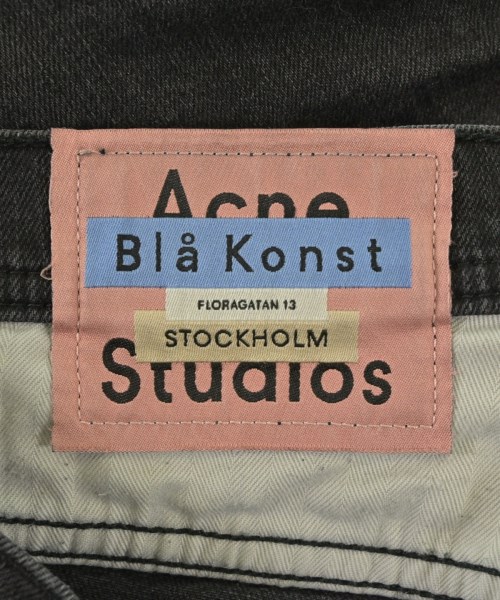 Acne
Blå Konst
FLORAGATAN 13
STOCKHOLM
Studios